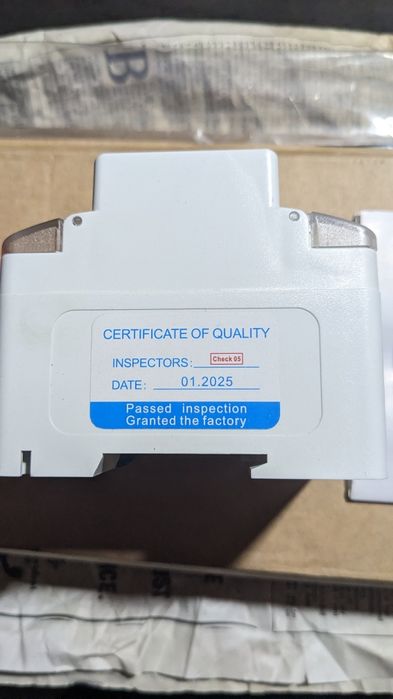 B
CERTIFICATE OF QUALITY
INSPECTORS: Check 05
DATE: 01.2025
Passed inspection
Granted the factory